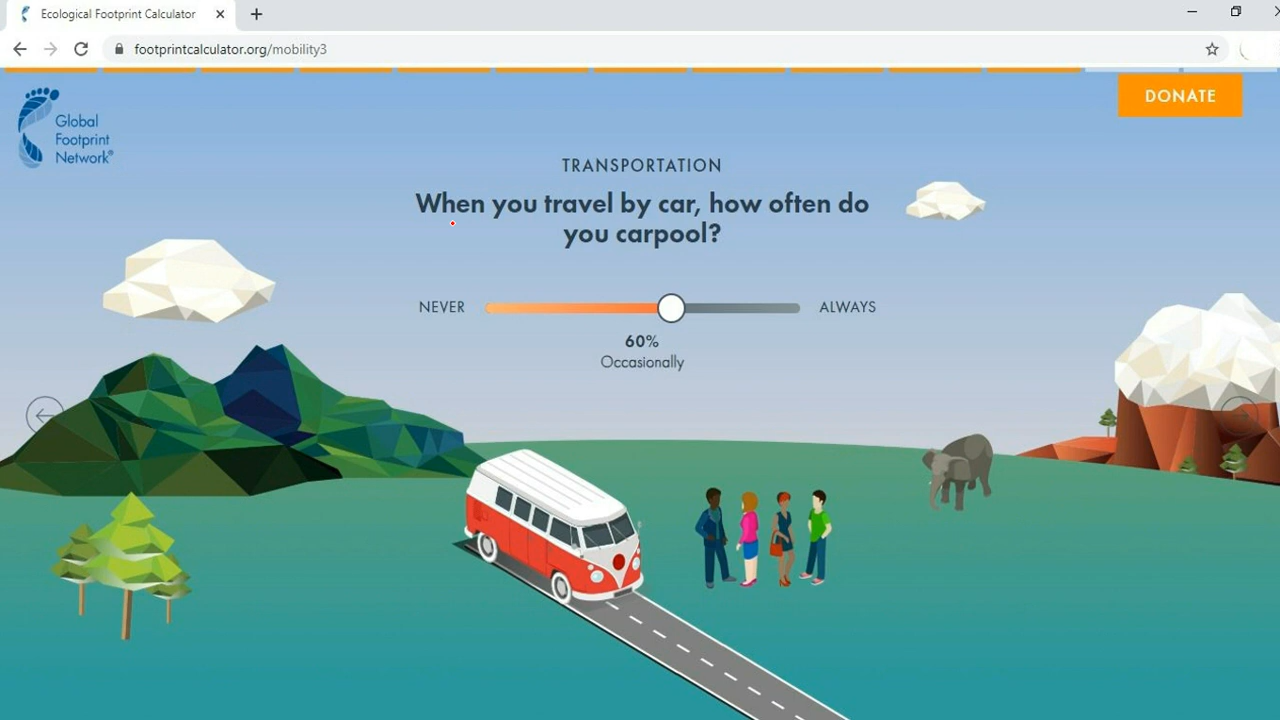 Ecological Footprint Calculator
footprintcalculator.org/mobility3
DONATE
Global
Footprint
Network®
TRANSPORTATION
When you travel by car, how often do
you carpool?
NEVER
ALWAYS
60%
Occasionally